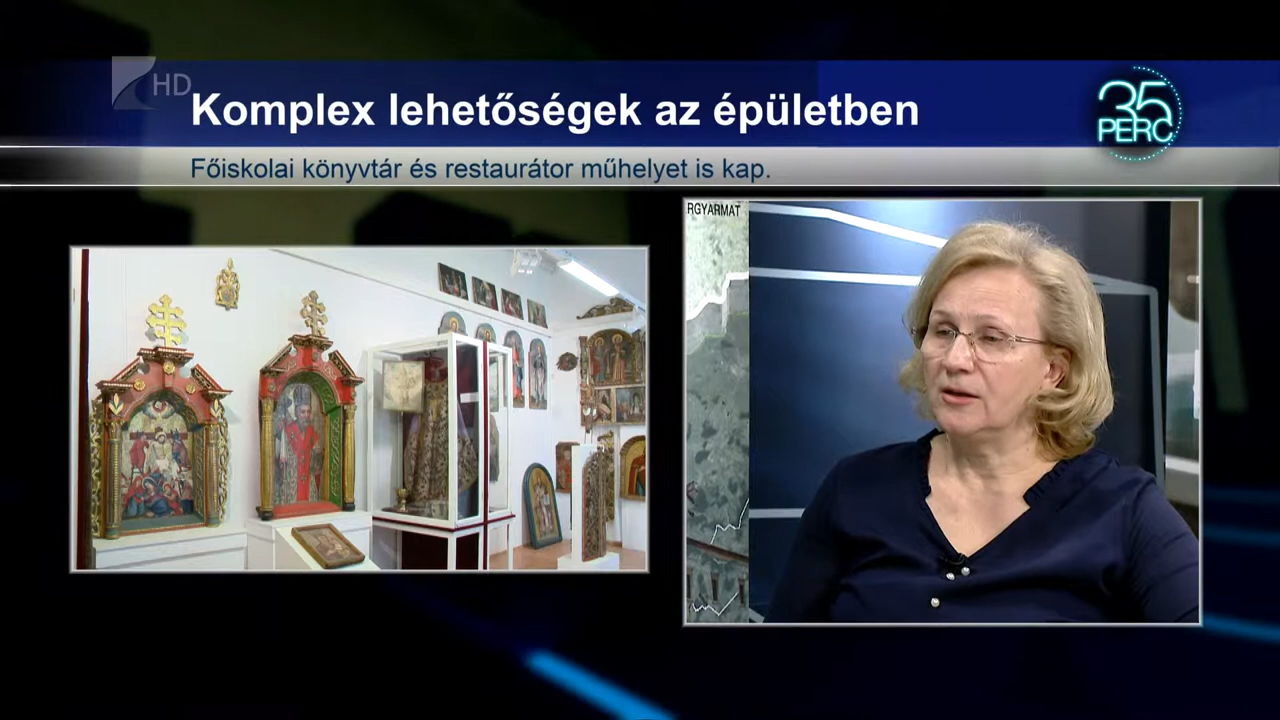 HD
Komplex lehetőségek az épületben
35
PERC
Főiskolai könyvtár és restaurátor műhelyet is kap.
RGYARMAT